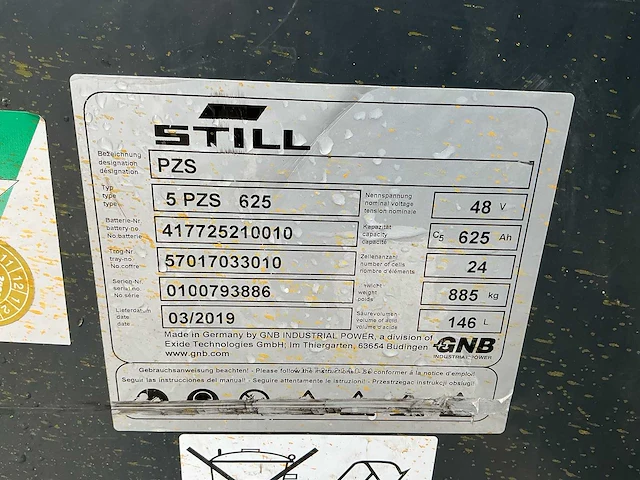 STILL
Bezeichnung
désignation
designation
PZS
Typ
type
type
5 PZS 625
Nennspannung
nominal voltage
tension nominale
48 V
Batterie-Nr.
battery-no.
No batterie
417725210010
Kapazität
capacity
capacité
C5 625 Ah
Trog-Nr.
tray-no.
No.coffre
57017033010
Zellenanzahl
number of cells
nombre d'éléments
24
Serien-Nr.
serial-no.
No.série
0100793886
weight
poids
885 kg
Lieferdatum
date
date
03/2019
Säurevolumen
volume of acid
volume d'acide
146 L
Made in Germany by GNB INDUSTRIAL POWER, a division of
Exide Technologies GmbH; Im Thiergarten, 63654 Büdingen
www.gnb.com
GNB
INDUSTRIAL POWER
Gebrauchsanweisung beachten! - Please follow the instructions! - Se conformer à la notice d'emploi!
Seguir las instrucciones del manual! - Seguire attentamente le istruzioni! - Przestrzegac instrukcji obslugi!